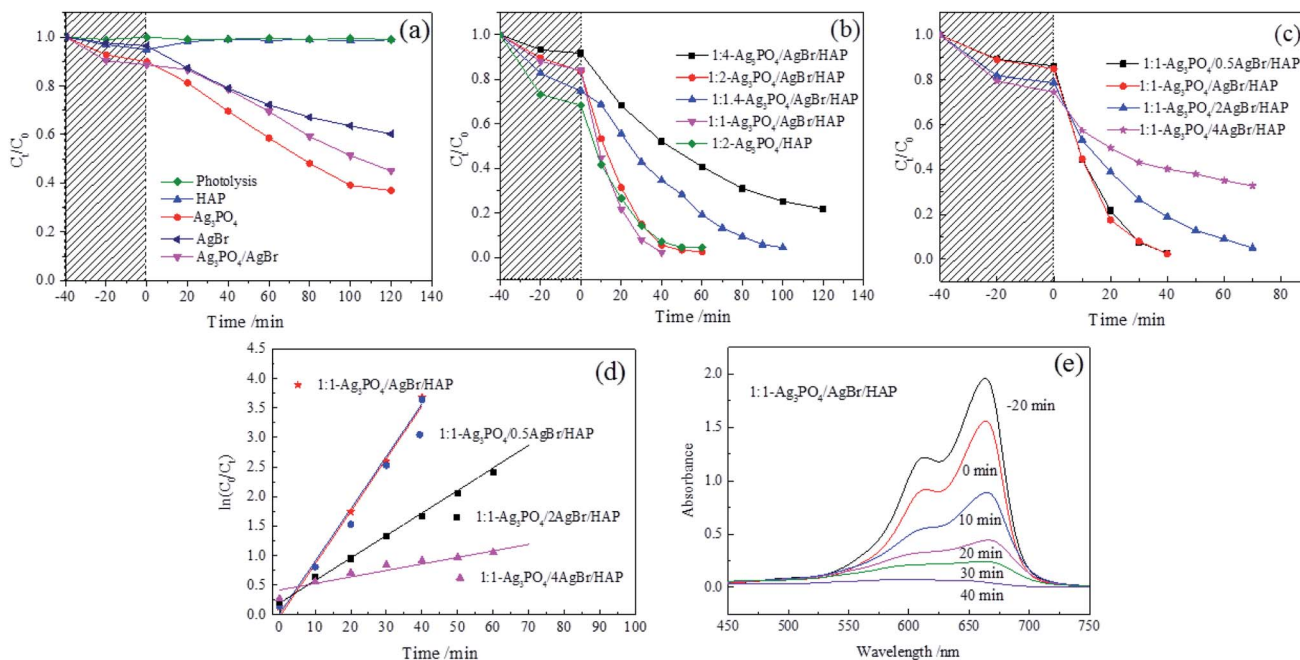 (a)
1.0
0.8
0.6
0.4
0.2
0.0
Cₜ/C₀
Photolysis
HAP
Ag₃PO₄
AgBr
Ag₃PO₄/AgBr
-40 -20 0 20 40 60 80 100 120 140
Time /min
(b)
1.0
0.8
0.6
0.4
0.2
0.0
Cₜ/C₀
1:4-Ag₃PO₄/AgBr/HAP
1:2-Ag₃PO₄/AgBr/HAP
1:1.4-Ag₃PO₄/AgBr/HAP
1:1-Ag₃PO₄/AgBr/HAP
1:2-Ag₃PO₄/HAP
-40 -20 0 20 40 60 80 100 120 140
Time /min
(c)
1.0
0.8
0.6
0.4
0.2
0.0
Cₜ/C₀
1:1-Ag₃PO₄/0.5AgBr/HAP
1:1-Ag₃PO₄/AgBr/HAP
1:1-Ag₃PO₄/2AgBr/HAP
1:1-Ag₃PO₄/4AgBr/HAP
-40 -20 0 20 40 60 80
Time /min
(d)
4.5
4.0
3.5
3.0
2.5
2.0
1.5
1.0
0.5
0.0
ln(C₀/Cₜ)
1:1-Ag₃PO₄/AgBr/HAP
1:1-Ag₃PO₄/0.5AgBr/HAP
1:1-Ag₃PO₄/2AgBr/HAP
1:1-Ag₃PO₄/4AgBr/HAP
0 10 20 30 40 50 60 70 80 90 100
Time /min
(e)
2.0
1.5
1.0
0.5
0.0
Absorbance
1:1-Ag₃PO₄/AgBr/HAP
-20 min
0 min
10 min
20 min
30 min
40 min
450 500 550 600 650 700 750
Wavelength /nm